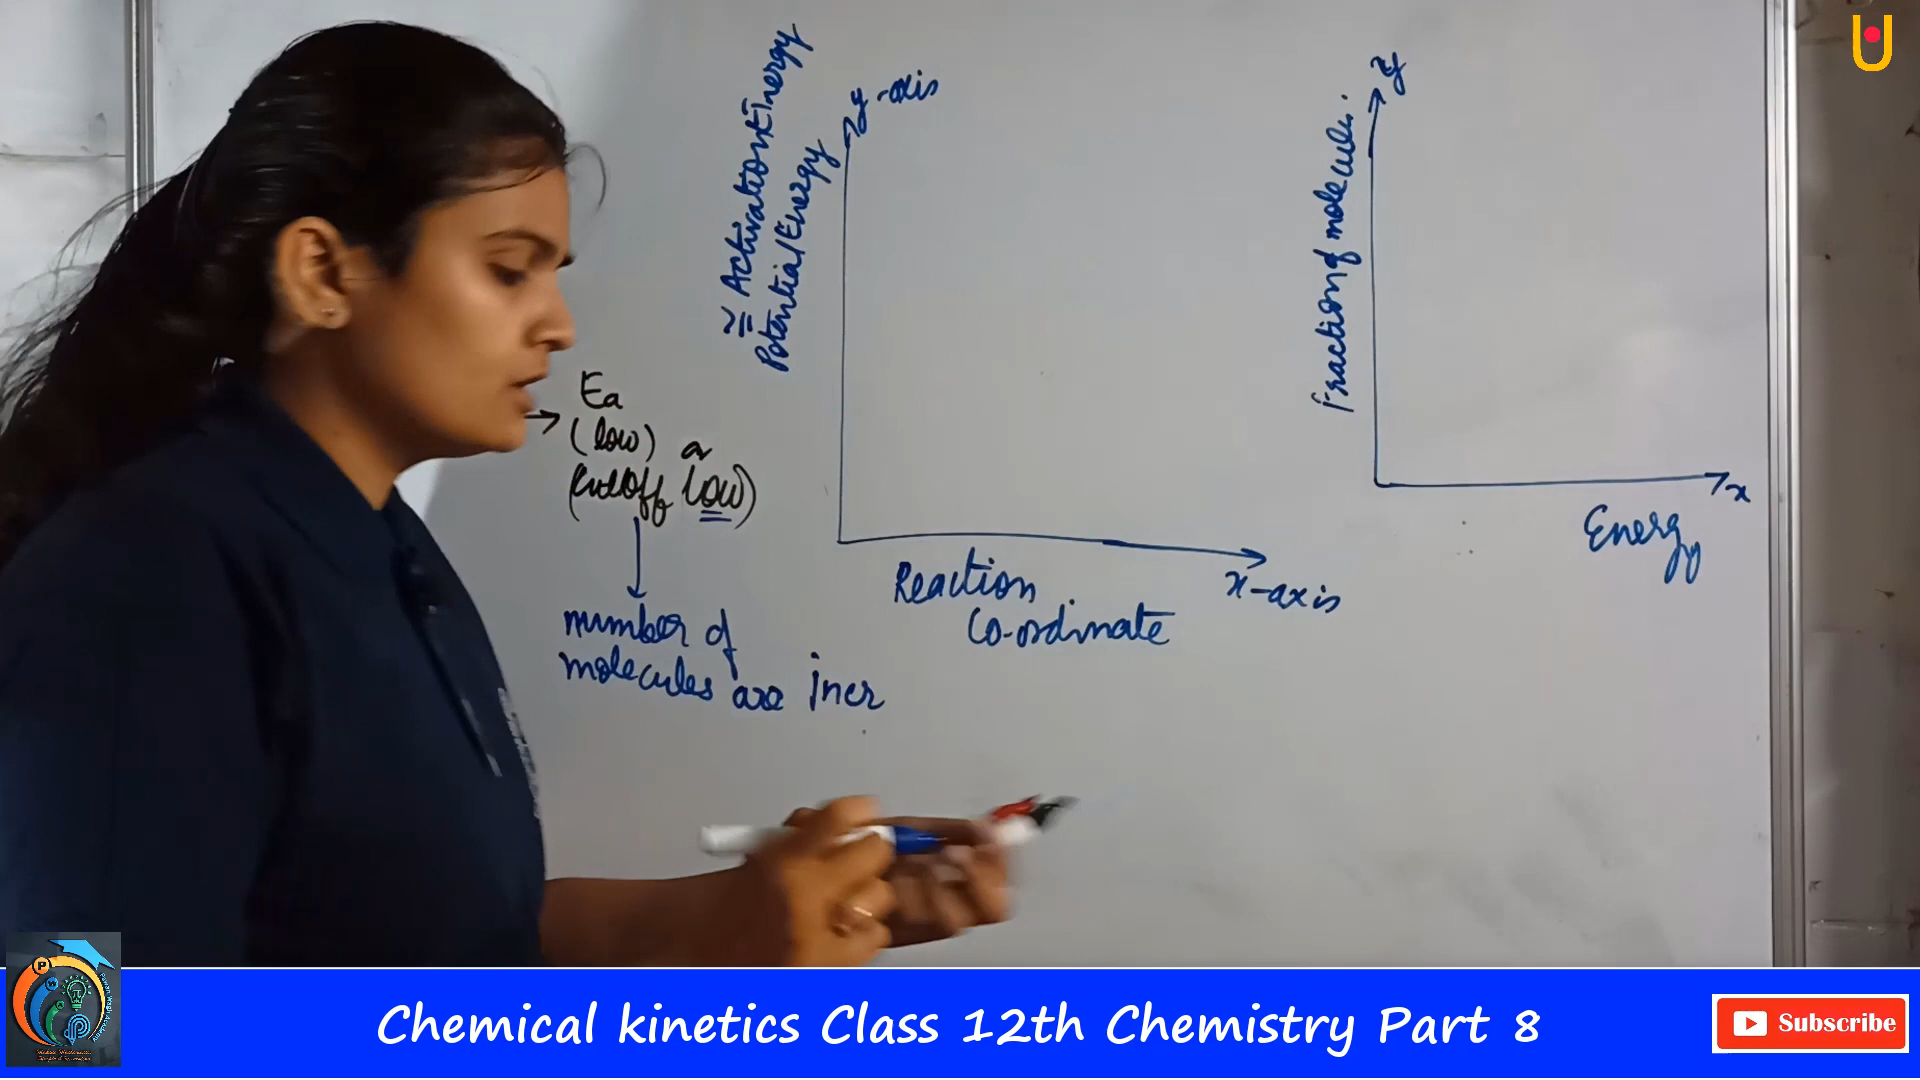 ≅ Activation Energy
Potential Energy
y-axis
Ea
(low) or
(cutoff low)
number of
molecules are incr
Reaction
Co-ordinate
x-axis
y
Fraction of molecules
x
Energy
Chemical kinetics Class 12th Chemistry Part 8
Subscribe